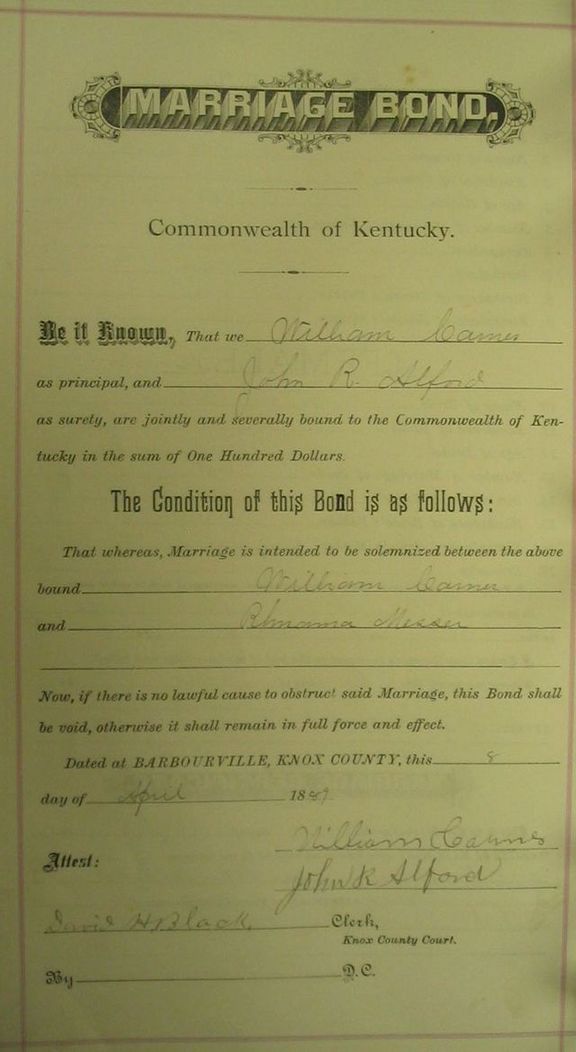 MARRIAGE BOND,
Commonwealth of Kentucky.
Be it Known, That we William Carnes
as principal, and John R. Alford
as surety, are jointly and severally bound to the Commonwealth of Ken-
tucky in the sum of One Hundred Dollars.
The Condition of this Bond is as follows:
That whereas, Marriage is intended to be solemnized between the above
bound William Carnes
and Messer
Now, if there is no lawful cause to obstruct said Marriage, this Bond shall
be void, otherwise it shall remain in full force and effect.
Dated at BARBOURVILLE, KNOX COUNTY, this 8
day of April 1889
William Carnes
Attest:
John R Alford
David H Black, Clerk,
Knox County Court.
By D.C.